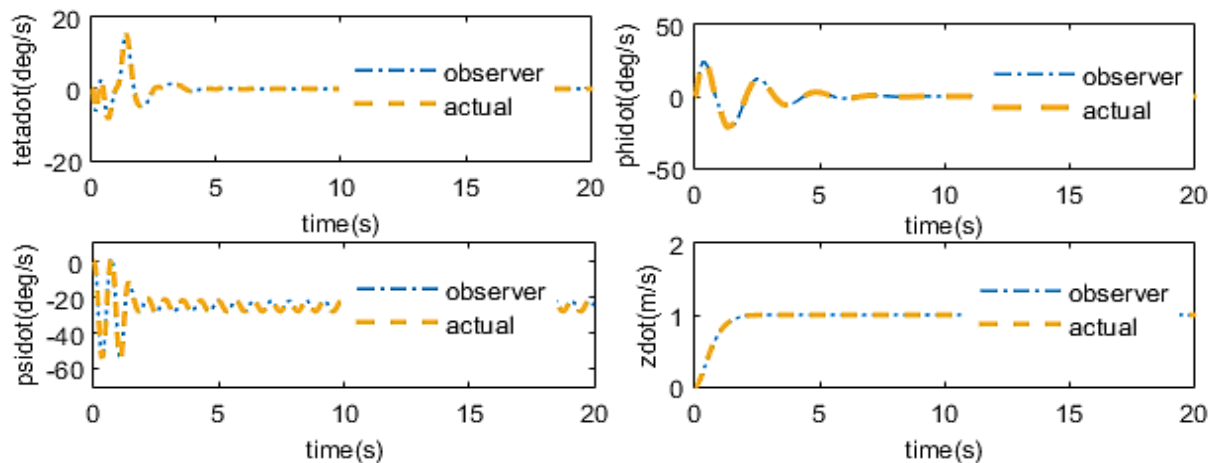 tetadot(deg/s)
20
0
-20
observer
actual
0 5 10 15 20
time(s)
phidot(deg/s)
50
0
-50
observer
actual
0 5 10 15 20
time(s)
psidot(deg/s)
0
-20
-40
-60
observer
actual
0 5 10 15 20
time(s)
zdot(m/s)
2
1
0
observer
actual
0 5 10 15 20
time(s)